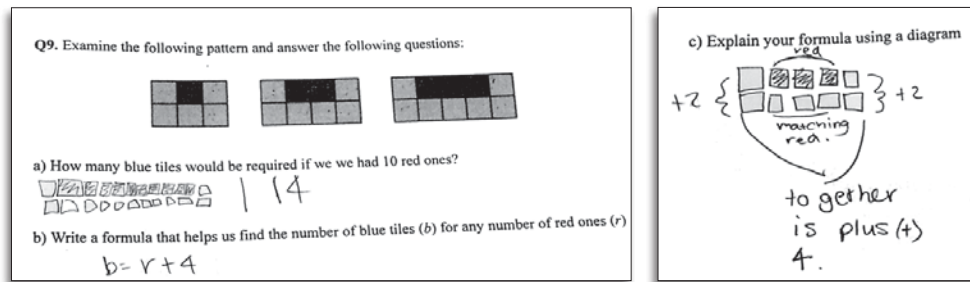 Q9. Examine the following pattern and answer the following questions:
a) How many blue tiles would be required if we we had 10 red ones?
14
b) Write a formula that helps us find the number of blue tiles (b) for any number of red ones (r)
b = r + 4
c) Explain your formula using a diagram
red
+2
+2
matching
red.
together
is plus (+)
4.